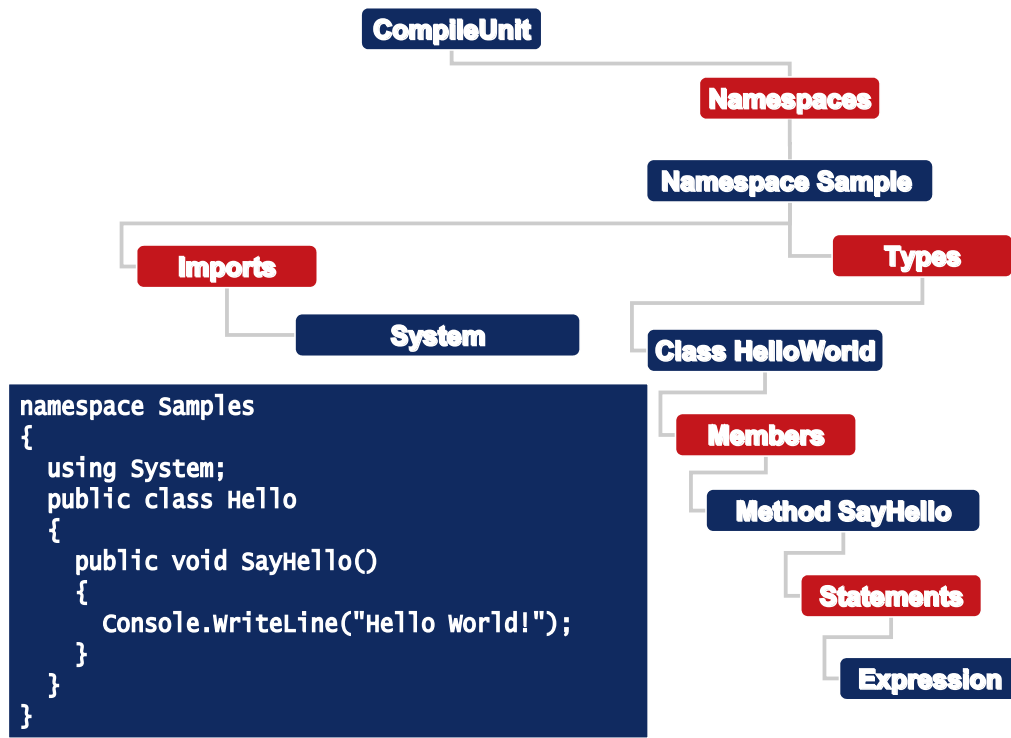 CompileUnit
Namespaces
Namespace Sample
Imports
Types
System
Class HelloWorld
Members
Method SayHello
Statements
Expression
namespace Samples
{
  using System;
  public class Hello
  {
    public void SayHello()
    {
      Console.WriteLine("Hello World!");
    }
  }
}